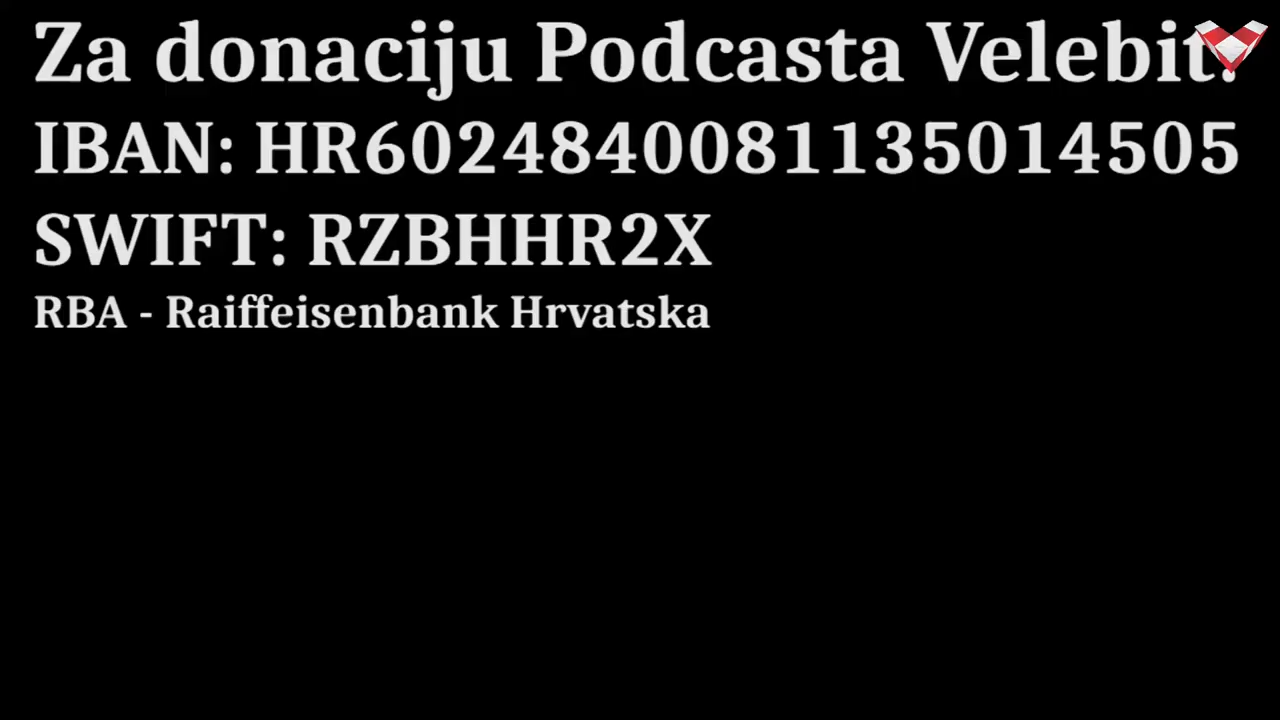 Za donaciju Podcasta Velebit:
IBAN: HR6024840081135014505
SWIFT: RZBHHR2X
RBA - Raiffeisenbank Hrvatska